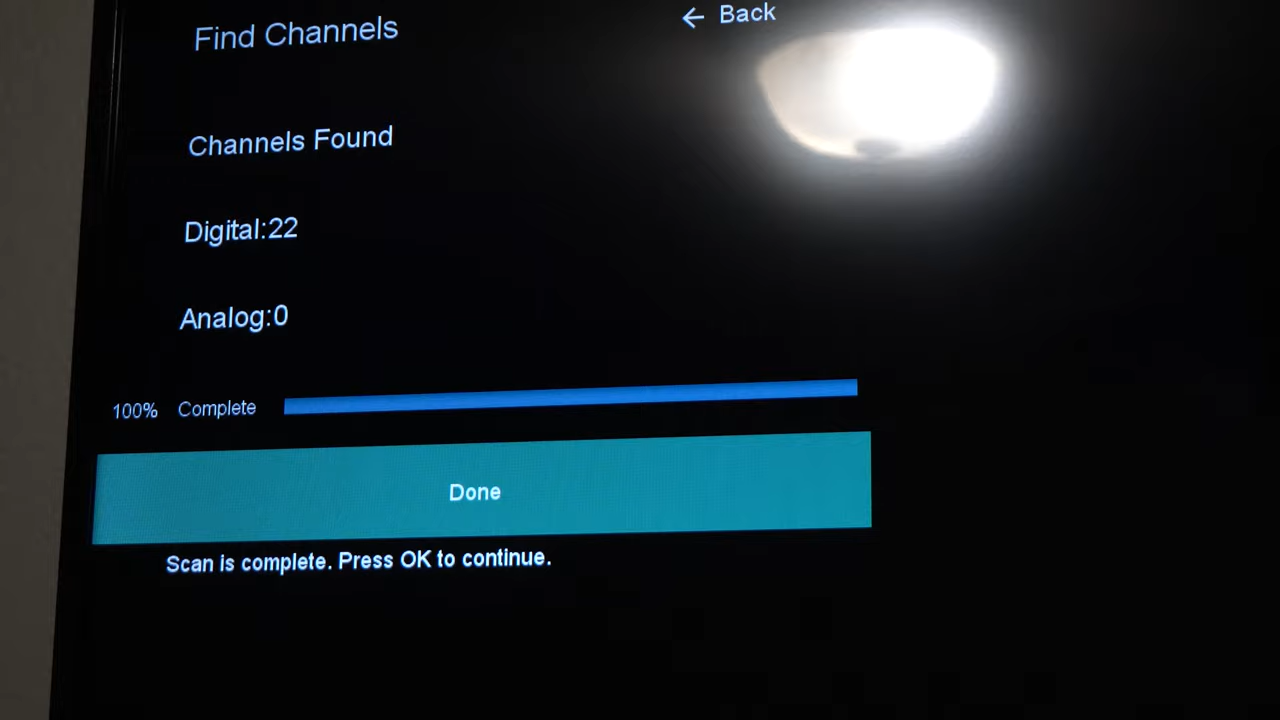 Find Channels
← Back
Channels Found
Digital:22
Analog:0
100% Complete
Done
Scan is complete. Press OK to continue.